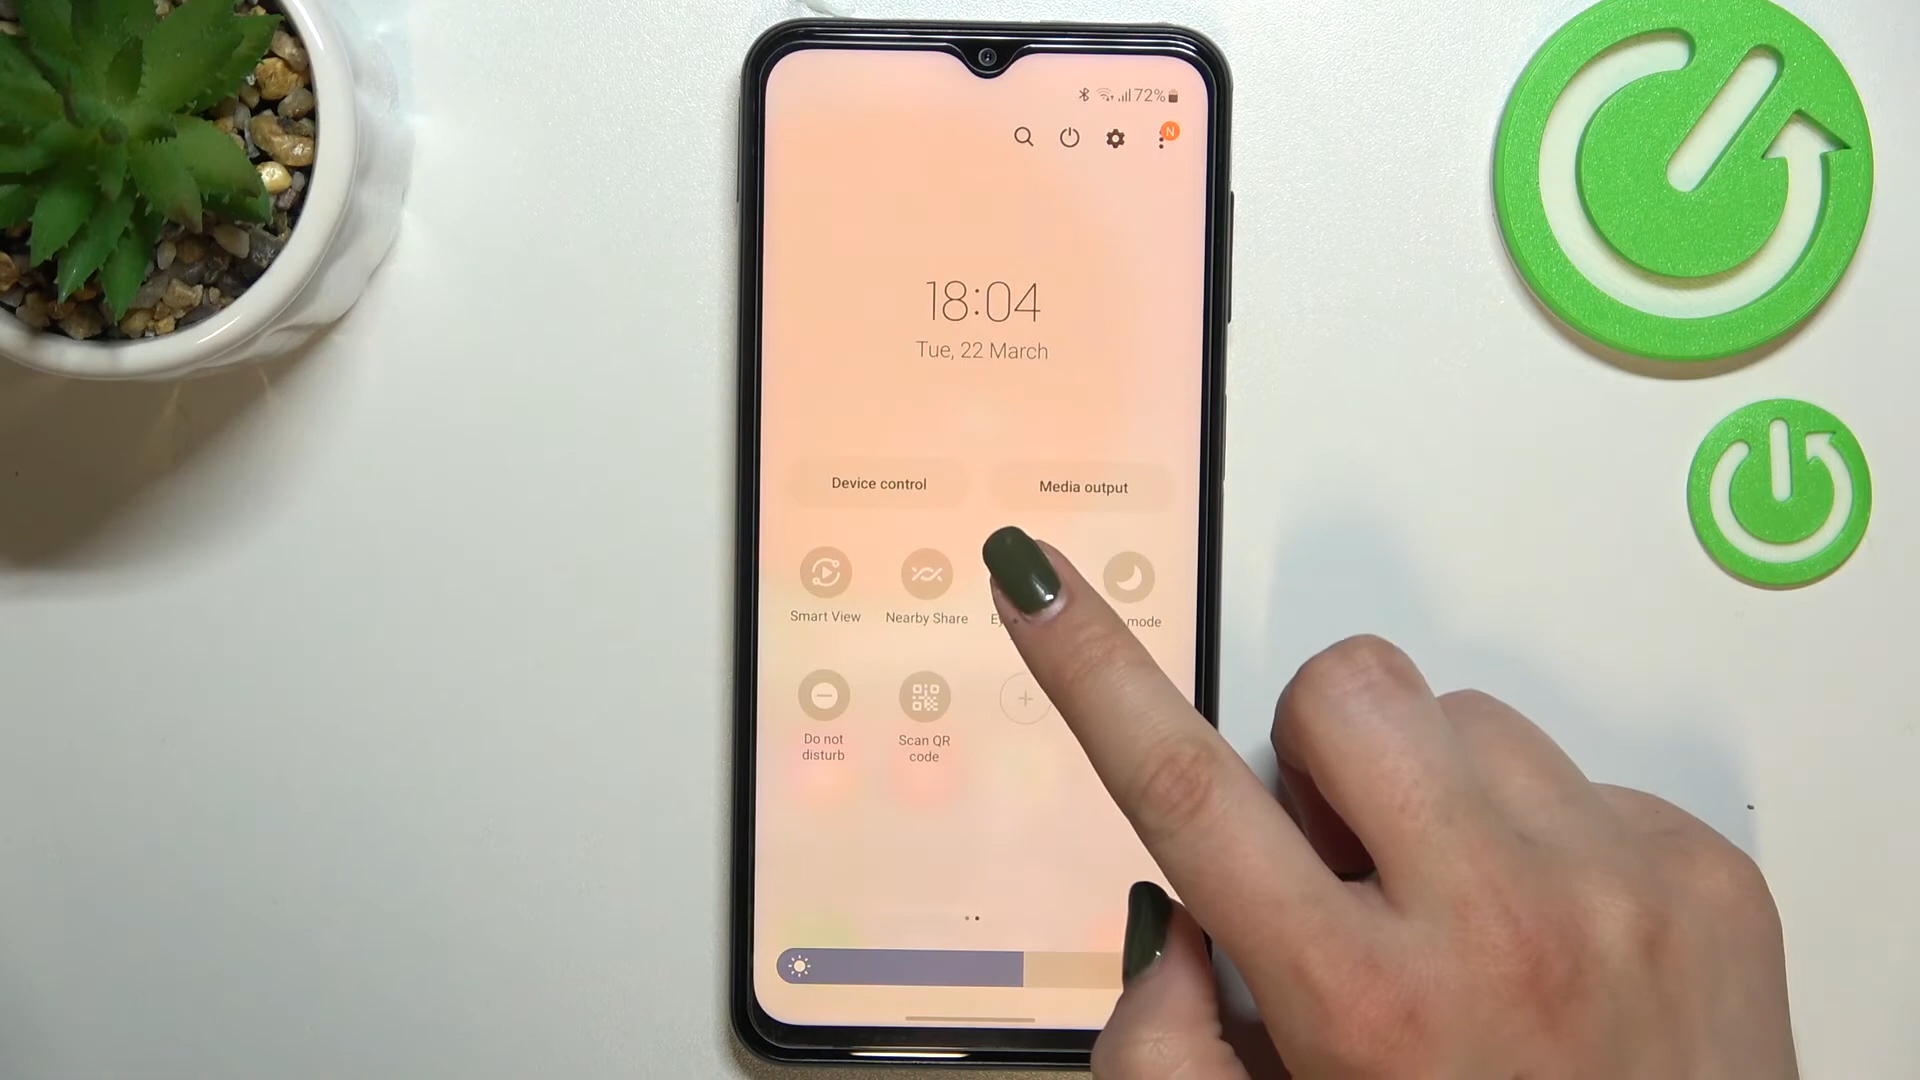 72%
N
18:04
Tue, 22 March
Device control
Media output
Smart View
Nearby Share
mode
Do not
disturb
Scan QR
code